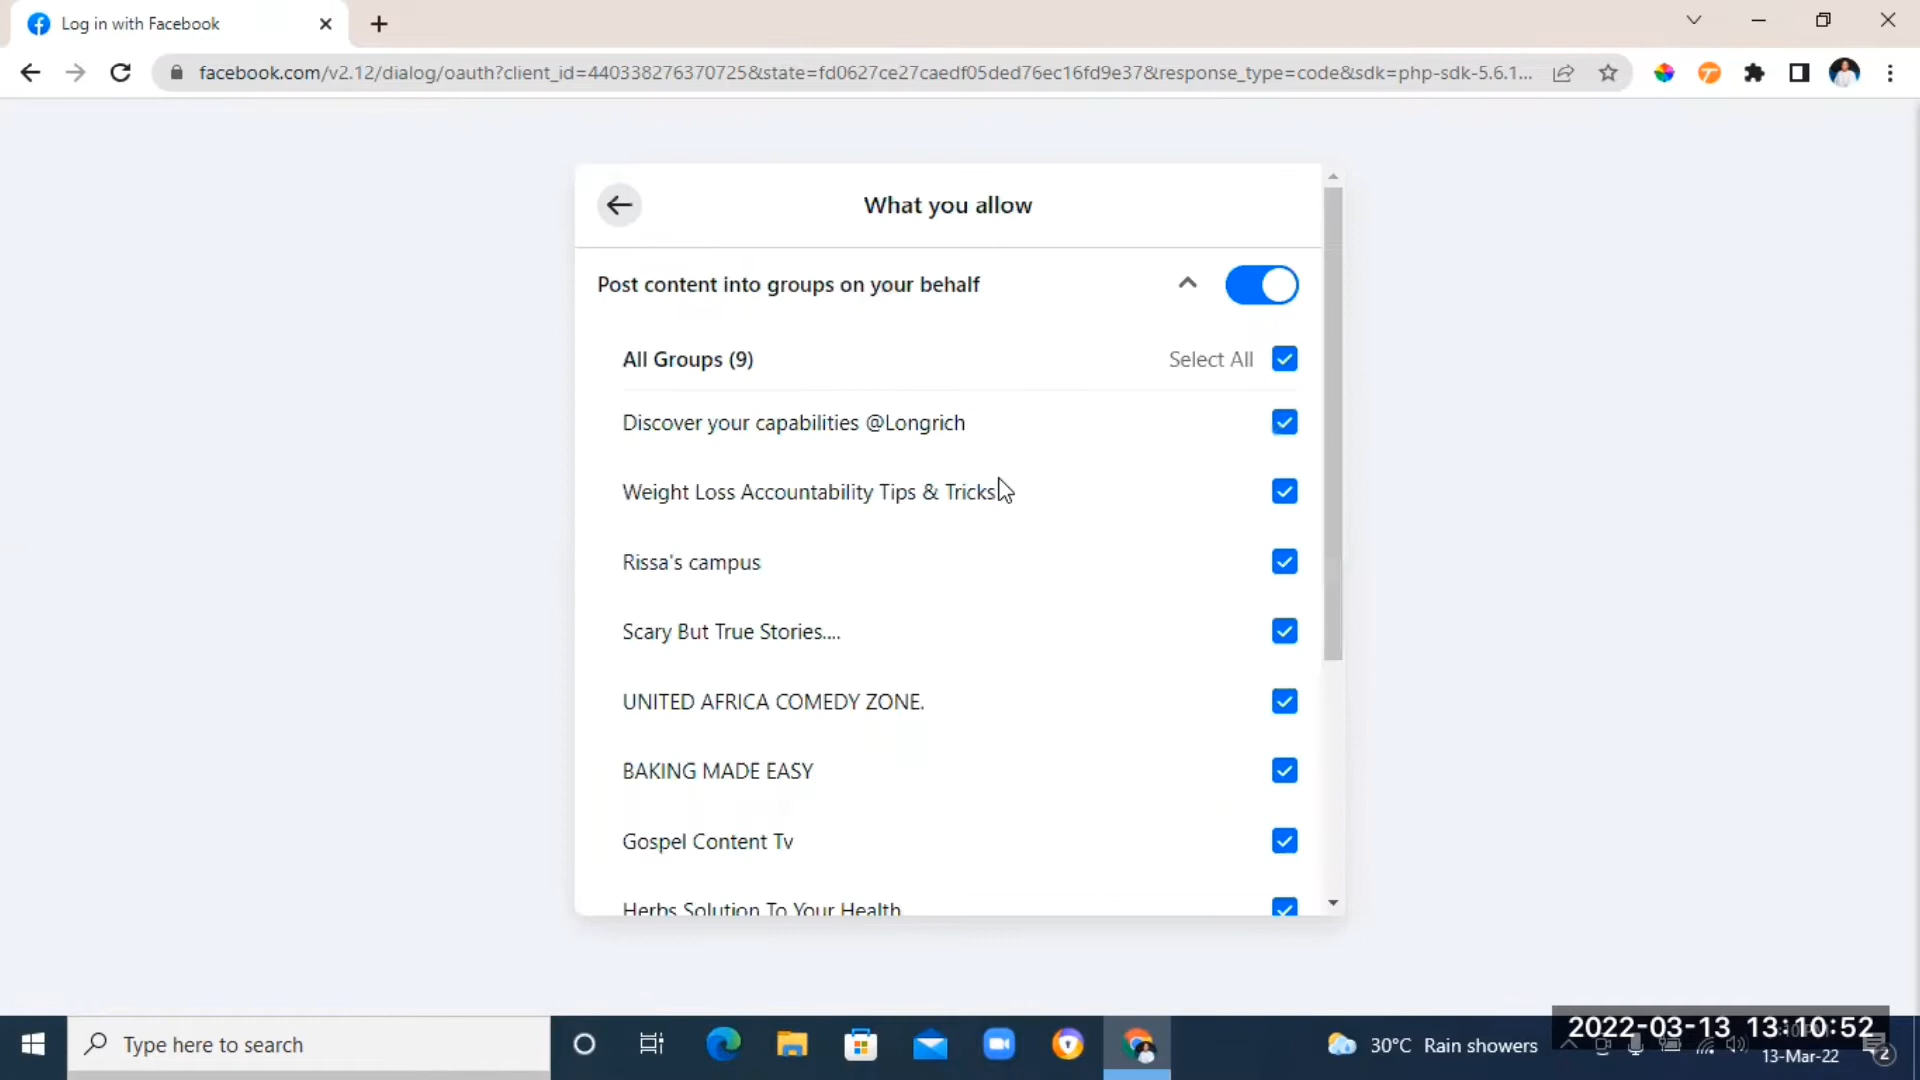 Log in with Facebook
facebook.com/v2.12/dialog/oauth?client_id=440338276370725&state=fd0627ce27caedf05ded76ec16fd9e37&response_type=code&sdk=php-sdk-5.6.1...
What you allow
Post content into groups on your behalf
All Groups (9) Select All
Discover your capabilities @Longrich
Weight Loss Accountability Tips & Tricks
Rissa's campus
Scary But True Stories....
UNITED AFRICA COMEDY ZONE.
BAKING MADE EASY
Gospel Content Tv
Herbs Solution To Your Health
Type here to search
30°C Rain showers
2022-03-13 13:10:52
13-Mar-22
2